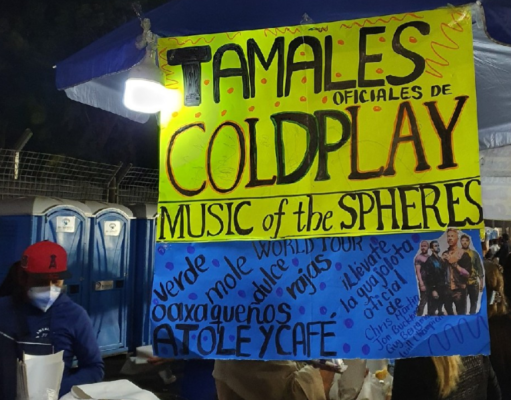 TAMALES
OFICIALES DE
COLDPLAY
MUSIC of the SPHERES
WORLD TOUR
verde
mole
dulce
rajas
oaxaqueños
ATOLE Y CAFÉ
¡Llévate
la guajolota
oficial
de
Chris Martin
A